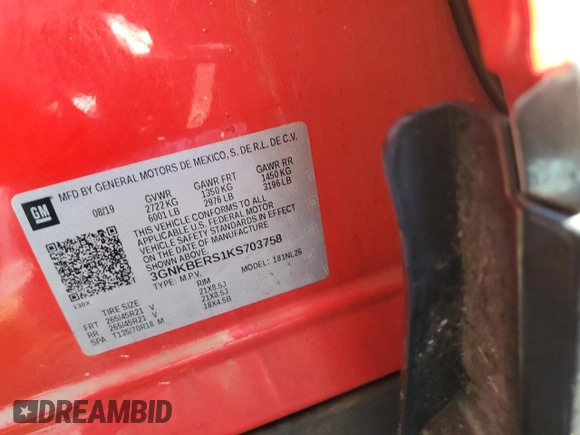 MFD BY GENERAL MOTORS DE MEXICO, S. DE R.L. DE C.V.
GM
08/19 GVWR GAWR FRT GAWR RR
2722 KG 1350 KG 1450 KG
6001 LB 2976 LB 3196 LB
THIS VEHICLE CONFORMS TO ALL
APPLICABLE U.S. FEDERAL MOTOR
VEHICLE SAFETY STANDARDS IN EFFECT
ON THE DATE OF MANUFACTURE
SHOWN ABOVE.
3GNKBERS1KS703758
TYPE: M.P.V. MODEL: 1B1NL26
130X
TIRE SIZE RIM
FRT 265/45R21 V 21X8.5J
RR 265/45R21 V 21X8.5J
SPA T135/70R18 M 18X4.5B
DREAMBID